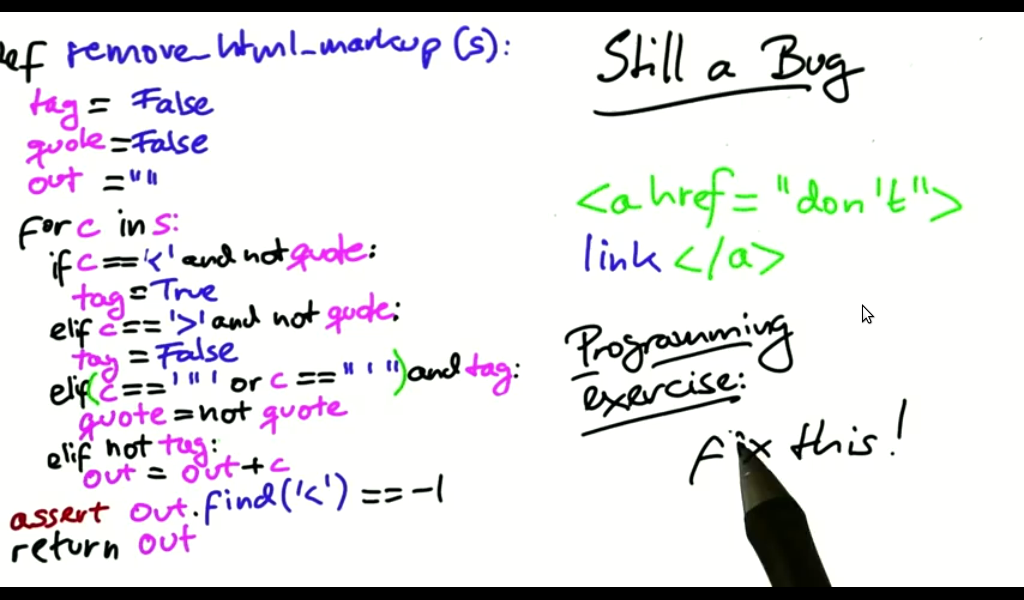 def remove_html_markup (s):
tag = False
quote = False
out = ""
for c in s:
if c == '<' and not quote:
tag = True
elif c == '>' and not quote:
tag = False
elif (c == '"' or c == "'") and tag:
quote = not quote
elif not tag:
out = out + c
assert out.find('<') == -1
return out
Still a Bug
<a href = "don't">
link </a>
Programming
exercise:
fix this!